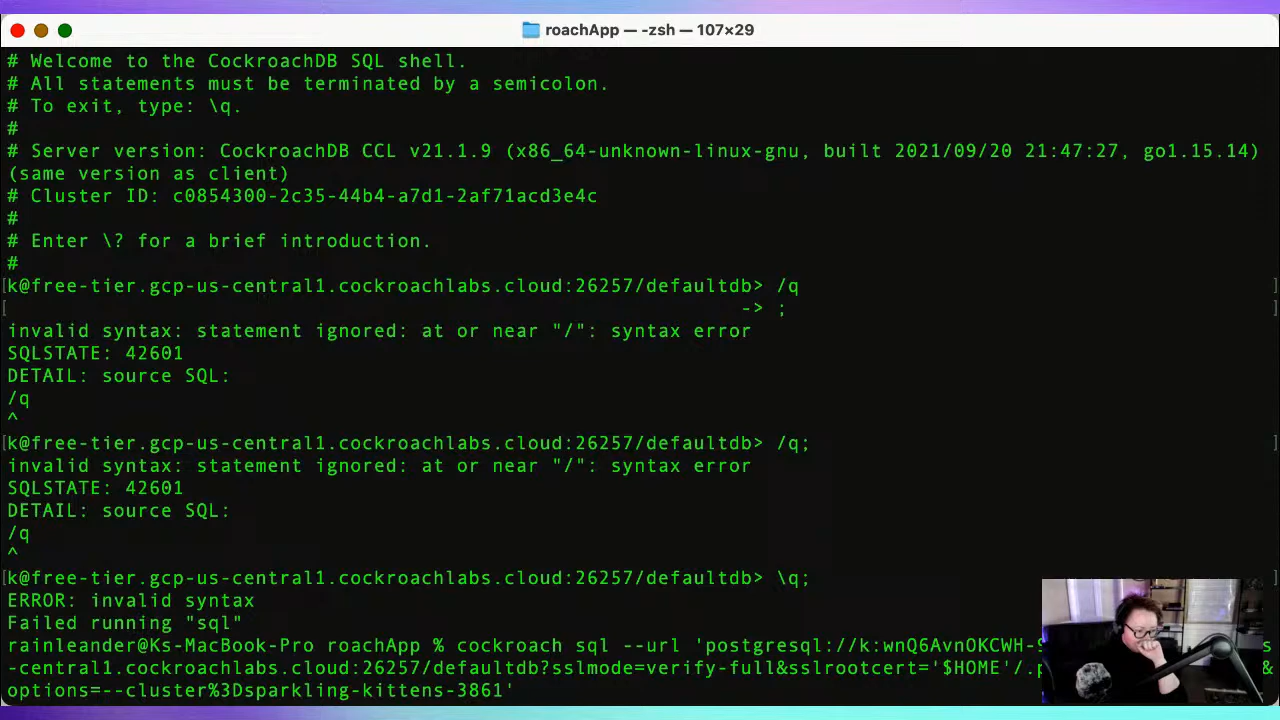 roachApp — -zsh — 107×29
# Welcome to the CockroachDB SQL shell.
# All statements must be terminated by a semicolon.
# To exit, type: \q.
#
# Server version: CockroachDB CCL v21.1.9 (x86_64-unknown-linux-gnu, built 2021/09/20 21:47:27, go1.15.14)
(same version as client)
# Cluster ID: c0854300-2c35-44b4-a7d1-2af71acd3e4c
#
# Enter \? for a brief introduction.
#
k@free-tier.gcp-us-central1.cockroachlabs.cloud:26257/defaultdb> /q
-> ;
invalid syntax: statement ignored: at or near "/": syntax error
SQLSTATE: 42601
DETAIL: source SQL:
/q
^
k@free-tier.gcp-us-central1.cockroachlabs.cloud:26257/defaultdb> /q;
invalid syntax: statement ignored: at or near "/": syntax error
SQLSTATE: 42601
DETAIL: source SQL:
/q
^
k@free-tier.gcp-us-central1.cockroachlabs.cloud:26257/defaultdb> \q;
ERROR: invalid syntax
Failed running "sql"
rainleander@Ks-MacBook-Pro roachApp % cockroach sql --url 'postgresql://k:wnQ6AvnOKCWH-9 s
-central1.cockroachlabs.cloud:26257/defaultdb?sslmode=verify-full&sslrootcert='$HOME'/.p &
options=--cluster%3Dsparkling-kittens-3861'